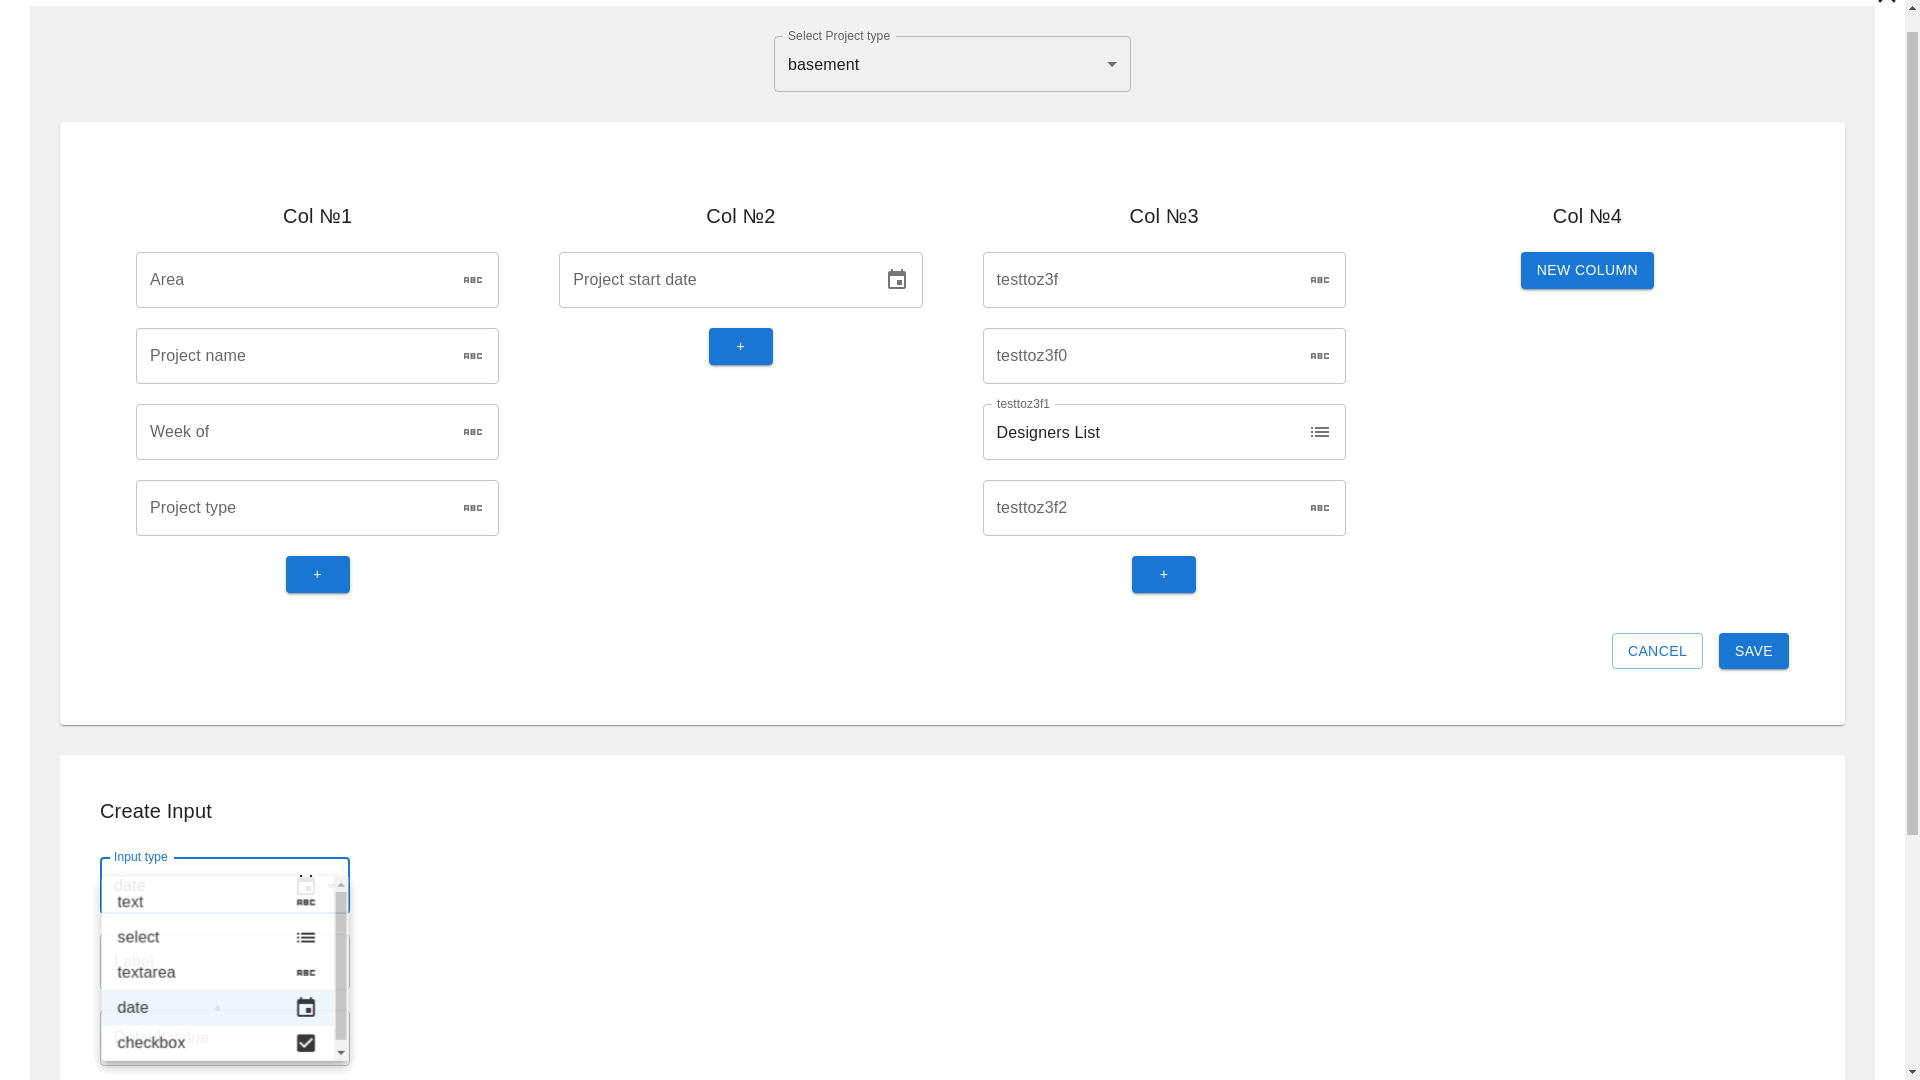 Select Project type
basement
Col №1
Col №2
Col №3
Col №4
Area ABC
Project start date
testtoz3f ABC
NEW COLUMN
Project name ABC
+
testtoz3f0 ABC
Week of ABC
testtoz3f1
Designers List
Project type ABC
testtoz3f2 ABC
+
+
CANCEL
SAVE
Create Input
Input type
date
text ABC
select
Label
textarea ABC
date
Default value
checkbox